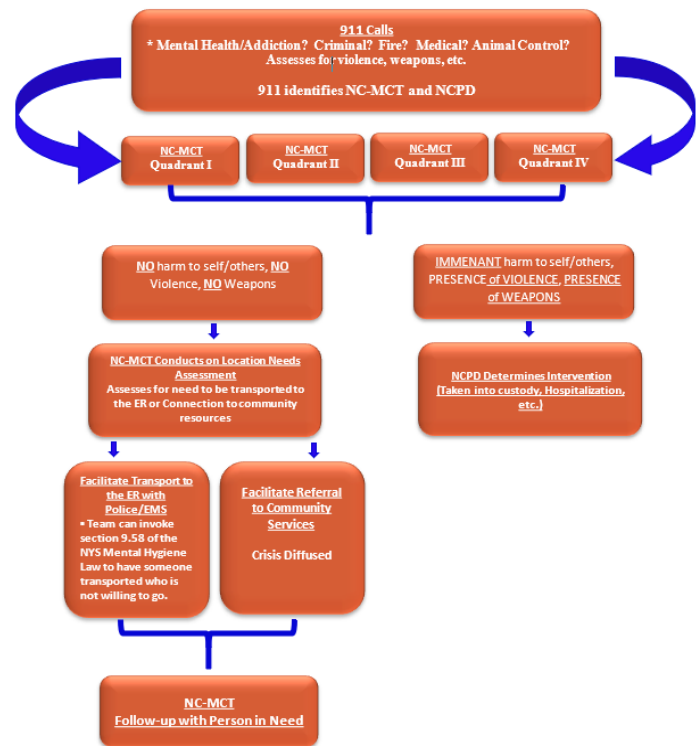 911 Calls
* Mental Health/Addiction? Criminal? Fire? Medical? Animal Control?
Assesses for violence, weapons, etc.
911 identifies NC-MCT and NCPD
NC-MCT
Quadrant I
NC-MCT
Quadrant II
NC-MCT
Quadrant III
NC-MCT
Quadrant IV
NO harm to self/others, NO
Violence, NO Weapons
IMMENANT harm to self/others,
PRESENCE of VIOLENCE, PRESENCE
of WEAPONS
NC-MCT Conducts on Location Needs
Assessment
Assesses for need to be transported to
the ER or Connection to community
resources
NCPD Determines Intervention
(Taken into custody, Hospitalization,
etc.)
Facilitate Transport to
the ER with
Police/EMS
▪ Team can invoke
section 9.58 of the
NYS Mental Hygiene
Law to have someone
transported who is
not willing to go.
Facilitate Referral
to Community
Services
Crisis Diffused
NC-MCT
Follow-up with Person in Need